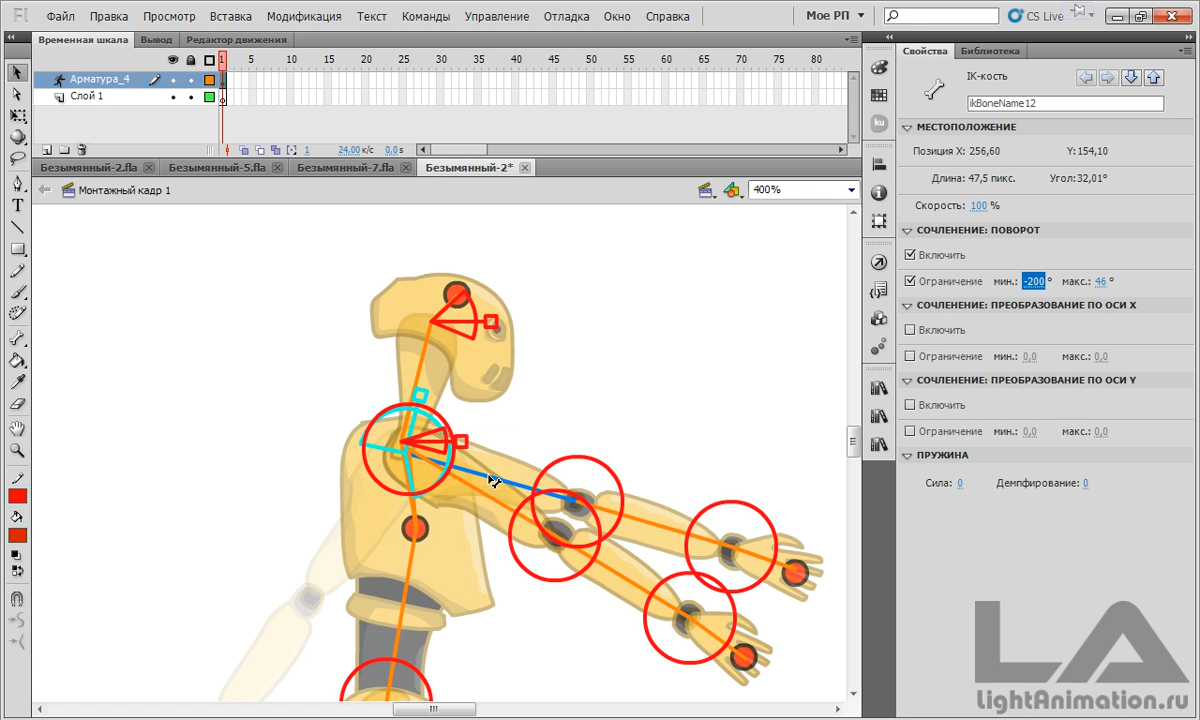 Fl Файл Правка Просмотр Вставка Модификация Текст Команды Управление Отладка Окно Справка Мое РП CS Live
Временная шкала Вывод Редактор движения
1 5 10 15 20 25 30 35 40 45 50 55 60 65 70 75 80
Арматура_4
Слой 1
1 24.00 к/с 0,0 s
Безымянный-2.fla Безымянный-5.fla Безымянный-7.fla Безымянный-2*
Монтажный кадр 1 400%
ku
Свойства Библиотека
IK-кость
ikBoneName12
МЕСТОПОЛОЖЕНИЕ
Позиция X: 256,60 Y: 154,10
Длина: 47,5 пикс. Угол: 32,01°
Скорость: 100 %
СОЧЛЕНЕНИЕ: ПОВОРОТ
Включить
Ограничение мин.: -200 ° макс.: 46 °
СОЧЛЕНЕНИЕ: ПРЕОБРАЗОВАНИЕ ПО ОСИ X
Включить
Ограничение мин.: 0,0 макс.: 0,0
СОЧЛЕНЕНИЕ: ПРЕОБРАЗОВАНИЕ ПО ОСИ Y
Включить
Ограничение мин.: 0,0 макс.: 0,0
ПРУЖИНА
Сила: 0 Демпфирование: 0
LA
LightAnimation.ru